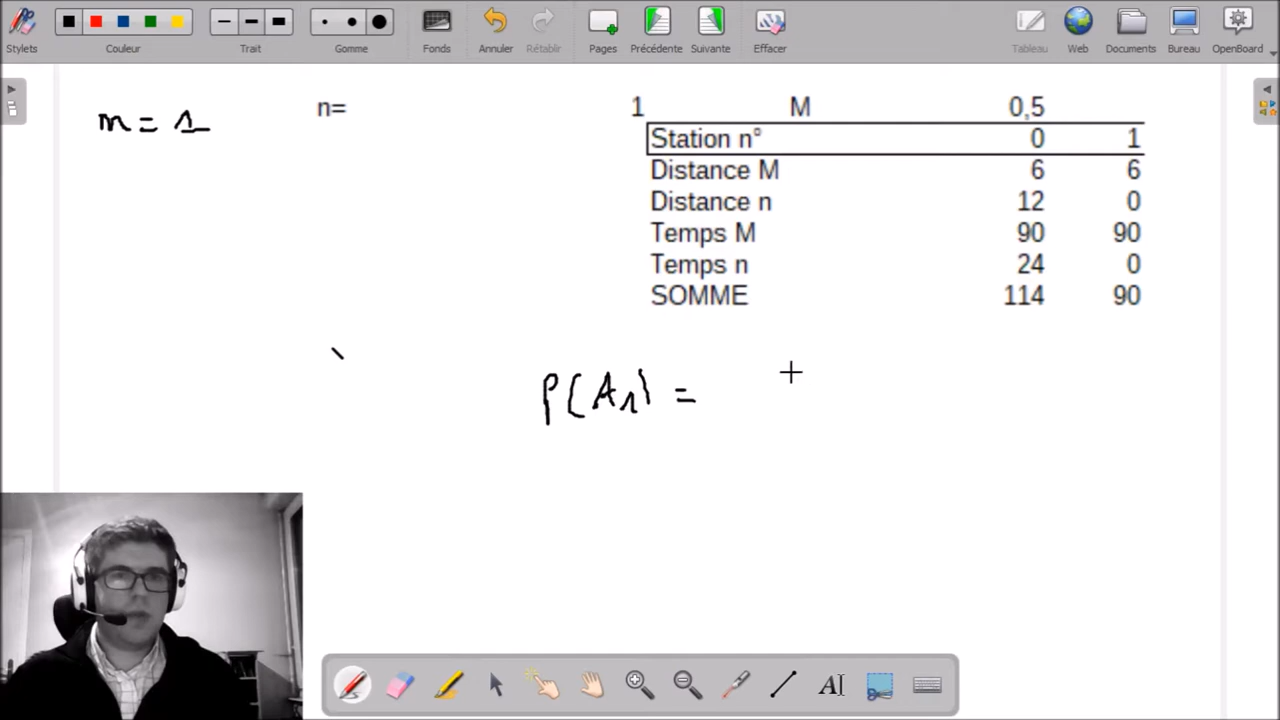 Stylets Couleur Trait Gomme Fonds Annuler Rétablir Pages Précédente Suivante Effacer Tableau Web Documents Bureau OpenBoard
n = 1
n= 1 M 0,5
Station n° 0 1
Distance M 6 6
Distance n 12 0
Temps M 90 90
Temps n 24 0
SOMME 114 90
P(A1) =
AI